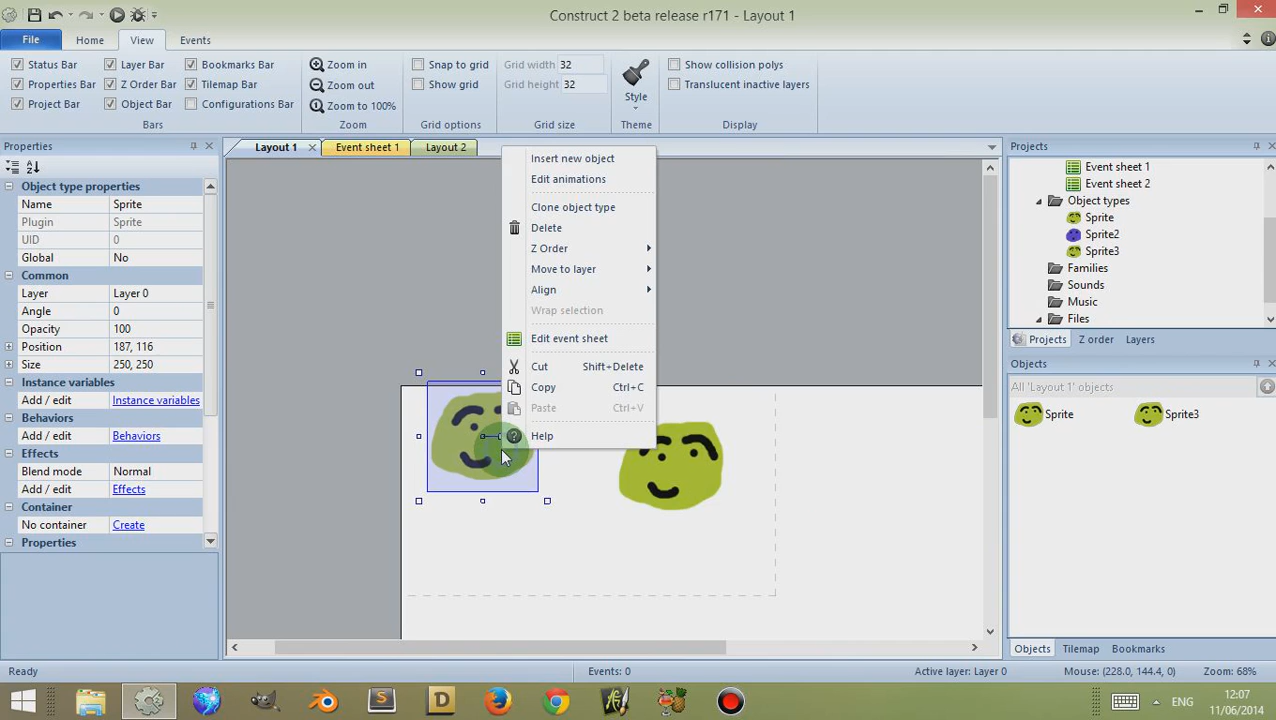 Construct 2 beta release r171 - Layout 1
File Home View Events
Status Bar Layer Bar Bookmarks Bar
Properties Bar Z Order Bar Tilemap Bar
Project Bar Object Bar Configurations Bar
Bars
Zoom in
Zoom out
Zoom to 100%
Zoom
Snap to grid
Show grid
Grid options
Grid width 32
Grid height 32
Grid size
Style
Theme
Show collision polys
Translucent inactive layers
Display
Properties
Object type properties
Name Sprite
Plugin Sprite
UID 0
Global No
Common
Layer Layer 0
Angle 0
Opacity 100
Position 187, 116
Size 250, 250
Instance variables
Add / edit Instance variables
Behaviors
Add / edit Behaviors
Effects
Blend mode Normal
Add / edit Effects
Container
No container Create
Properties
Layout 1 Event sheet 1 Layout 2
Insert new object
Edit animations
Clone object type
Delete
Z Order
Move to layer
Align
Wrap selection
Edit event sheet
Cut Shift+Delete
Copy Ctrl+C
Paste Ctrl+V
Help
Projects
Event sheet 1
Event sheet 2
Object types
Sprite
Sprite2
Sprite3
Families
Sounds
Music
Files
Projects Z order Layers
Objects
All 'Layout 1' objects
Sprite Sprite3
Objects Tilemap Bookmarks
Ready Events: 0 Active layer: Layer 0 Mouse: (228.0, 144.4, 0) Zoom: 68%
ENG
12:07
11/06/2014